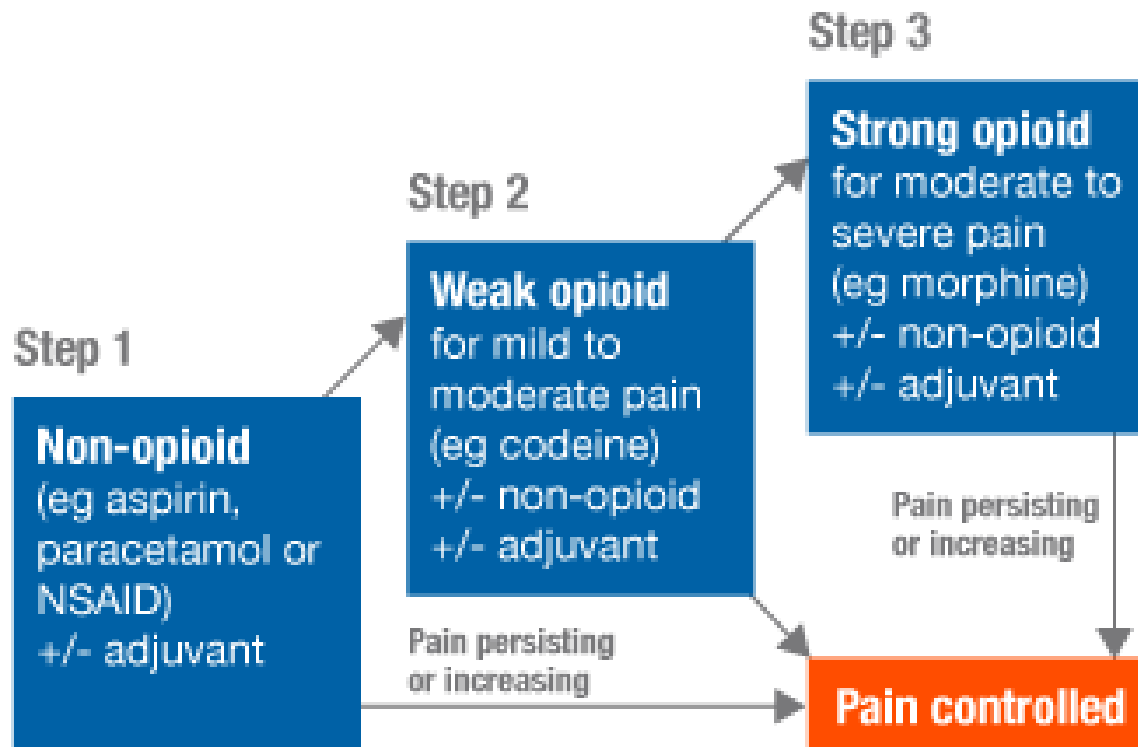 Step 1
Non-opioid
(eg aspirin,
paracetamol or
NSAID)
+/- adjuvant
Step 2
Weak opioid
for mild to
moderate pain
(eg codeine)
+/- non-opioid
+/- adjuvant
Step 3
Strong opioid
for moderate to
severe pain
(eg morphine)
+/- non-opioid
+/- adjuvant
Pain persisting
or increasing
Pain persisting
or increasing
Pain controlled